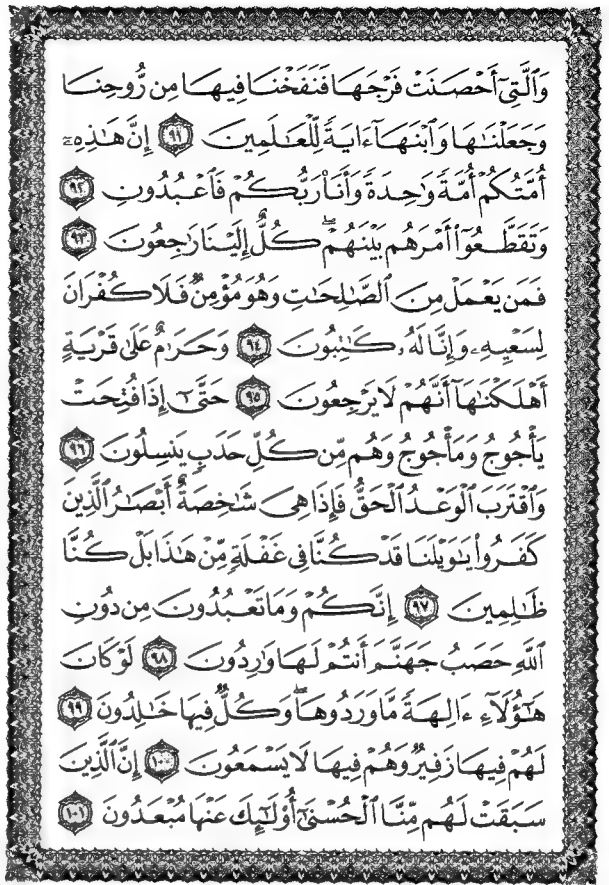 وَٱلَّتِىٓ أَحْصَنَتْ فَرْجَهَا فَنَفَخْنَا فِيهَا مِن رُّوحِنَا
وَجَعَلْنَٰهَا وَٱبْنَهَآ ءَايَةً لِّلْعَٰلَمِينَ ٩١ إِنَّ هَٰذِهِۦٓ
أُمَّتُكُمْ أُمَّةً وَٰحِدَةً وَأَنَا۠ رَبُّكُمْ فَٱعْبُدُونِ ٩٢
وَتَقَطَّعُوٓا۟ أَمْرَهُم بَيْنَهُمْ ۖ كُلٌّ إِلَيْنَا رَٰجِعُونَ ٩٣
فَمَن يَعْمَلْ مِنَ ٱلصَّٰلِحَٰتِ وَهُوَ مُؤْمِنٌ فَلَا كُفْرَانَ
لِسَعْيِهِۦ وَإِنَّا لَهُۥ كَٰتِبُونَ ٩٤ وَحَرَٰمٌ عَلَىٰ قَرْيَةٍ
أَهْلَكْنَٰهَآ أَنَّهُمْ لَا يَرْجِعُونَ ٩٥ حَتَّىٰٓ إِذَا فُتِحَتْ
يَأْجُوجُ وَمَأْجُوجُ وَهُم مِّن كُلِّ حَدَبٍ يَنسِلُونَ ٩٦
وَٱقْتَرَبَ ٱلْوَعْدُ ٱلْحَقُّ فَإِذَا هِىَ شَٰخِصَةٌ أَبْصَٰرُ ٱلَّذِينَ
كَفَرُوا۟ يَٰوَيْلَنَا قَدْ كُنَّا فِى غَفْلَةٍ مِّنْ هَٰذَا بَلْ كُنَّا
ظَٰلِمِينَ ٩٧ إِنَّكُمْ وَمَا تَعْبُدُونَ مِن دُونِ
ٱللَّهِ حَصَبُ جَهَنَّمَ أَنتُمْ لَهَا وَٰرِدُونَ ٩٨ لَوْ كَانَ
هَٰٓؤُلَآءِ ءَالِهَةً مَّا وَرَدُوهَا ۖ وَكُلٌّ فِيهَا خَٰلِدُونَ ٩٩
لَهُمْ فِيهَا زَفِيرٌ وَهُمْ فِيهَا لَا يَسْمَعُونَ ١٠٠ إِنَّ ٱلَّذِينَ
سَبَقَتْ لَهُم مِّنَّا ٱلْحُسْنَىٰٓ أُو۟لَٰٓئِكَ عَنْهَا مُبْعَدُونَ ١٠١